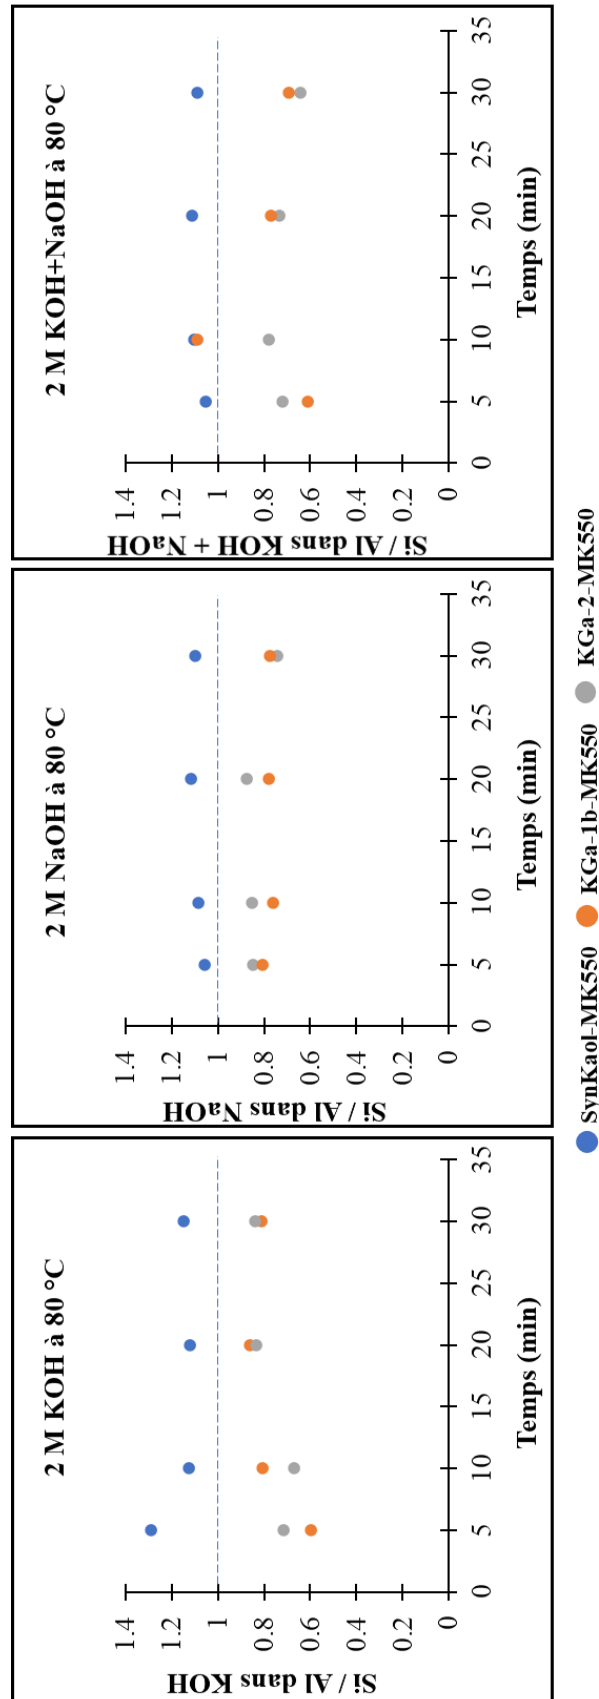 2 M KOH à 80 °C
Si / Al dans KOH
1.4
1.2
1
0.8
0.6
0.4
0.2
0
0 5 10 15 20 25 30 35
Temps (min)
2 M NaOH à 80 °C
Si / Al dans NaOH
1.4
1.2
1
0.8
0.6
0.4
0.2
0
0 5 10 15 20 25 30 35
Temps (min)
2 M KOH+NaOH à 80 °C
Si / Al dans KOH + NaOH
1.4
1.2
1
0.8
0.6
0.4
0.2
0
0 5 10 15 20 25 30 35
Temps (min)
SynKaol-MK550 KGa-1b-MK550 KGa-2-MK550